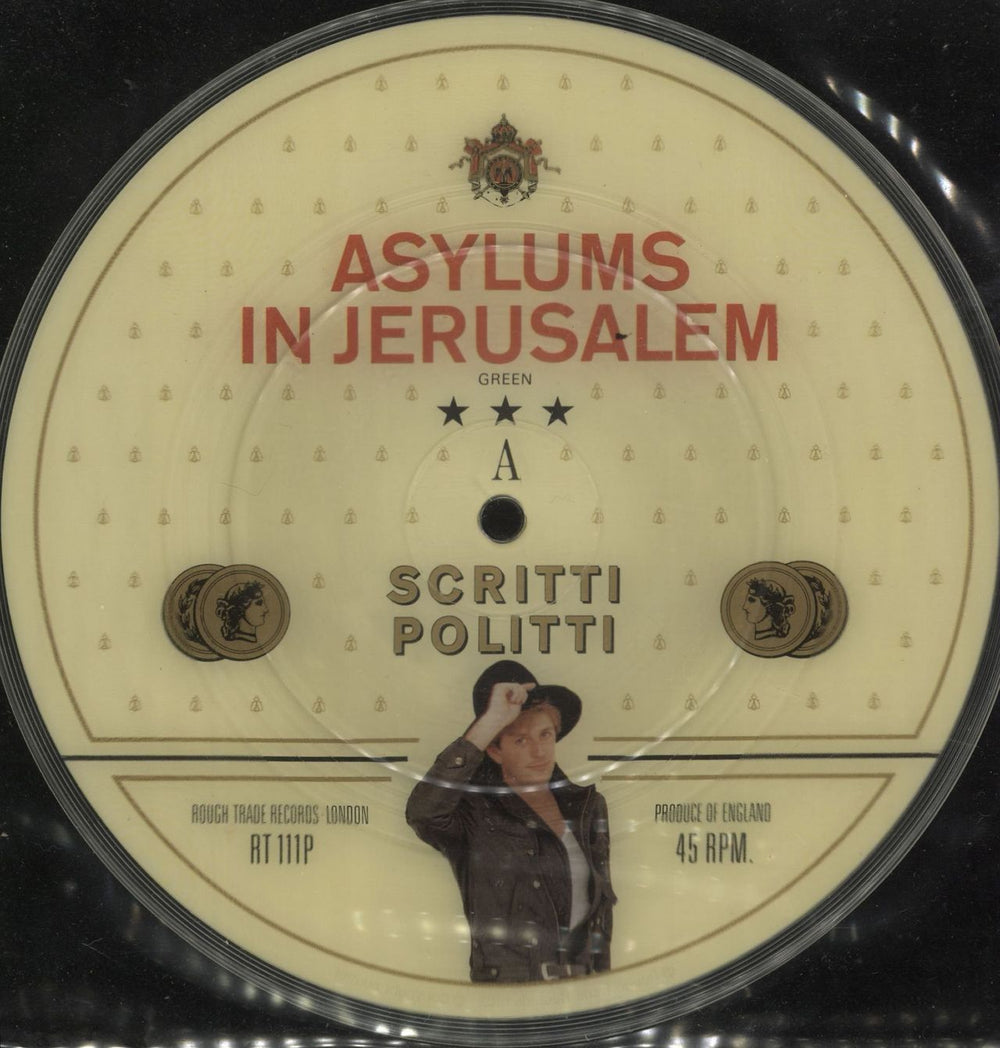 ASYLUMS
IN JERUSALEM
GREEN
★ ★ ★
A
SCRITTI
POLITTI
ROUGH TRADE RECORDS LONDON
RT 111P
PRODUCE OF ENGLAND
45 RPM.